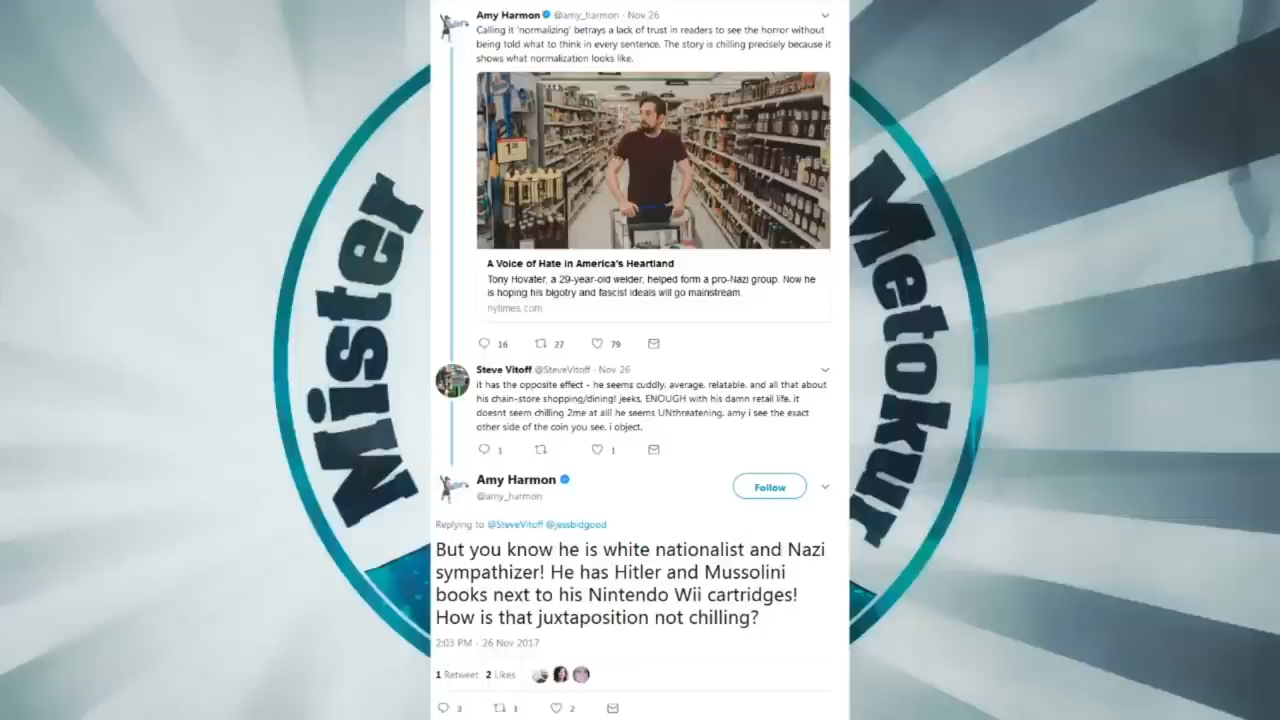 Amy Harmon @amy_harmon · Nov 26
Calling it 'normalizing' betrays a lack of trust in readers to see the horror without
being told what to think in every sentence. The story is chilling precisely because it
shows what normalization looks like.
A Voice of Hate in America's Heartland
Tony Hovater, a 29-year-old welder, helped form a pro-Nazi group. Now he
is hoping his bigotry and fascist ideals will go mainstream.
nytimes.com
16 27 79
Steve Vitoff @SteveVitoff · Nov 26
it has the opposite effect - he seems cuddly, average, relatable. and all that about
his chain-store shopping/dining! jeeks, ENOUGH with his damn retail life. it
doesnt seem chilling 2me at alll he seems UNthreatening. amy i see the exact
other side of the coin you see. i object.
1 1
Amy Harmon
@amy_harmon
Follow
Replying to @SteveVitoff @jessbidgood
But you know he is white nationalist and Nazi
sympathizer! He has Hitler and Mussolini
books next to his Nintendo Wii cartridges!
How is that juxtaposition not chilling?
2:03 PM - 26 Nov 2017
1 Retweet 2 Likes
3 1 2
Mister
Metokur